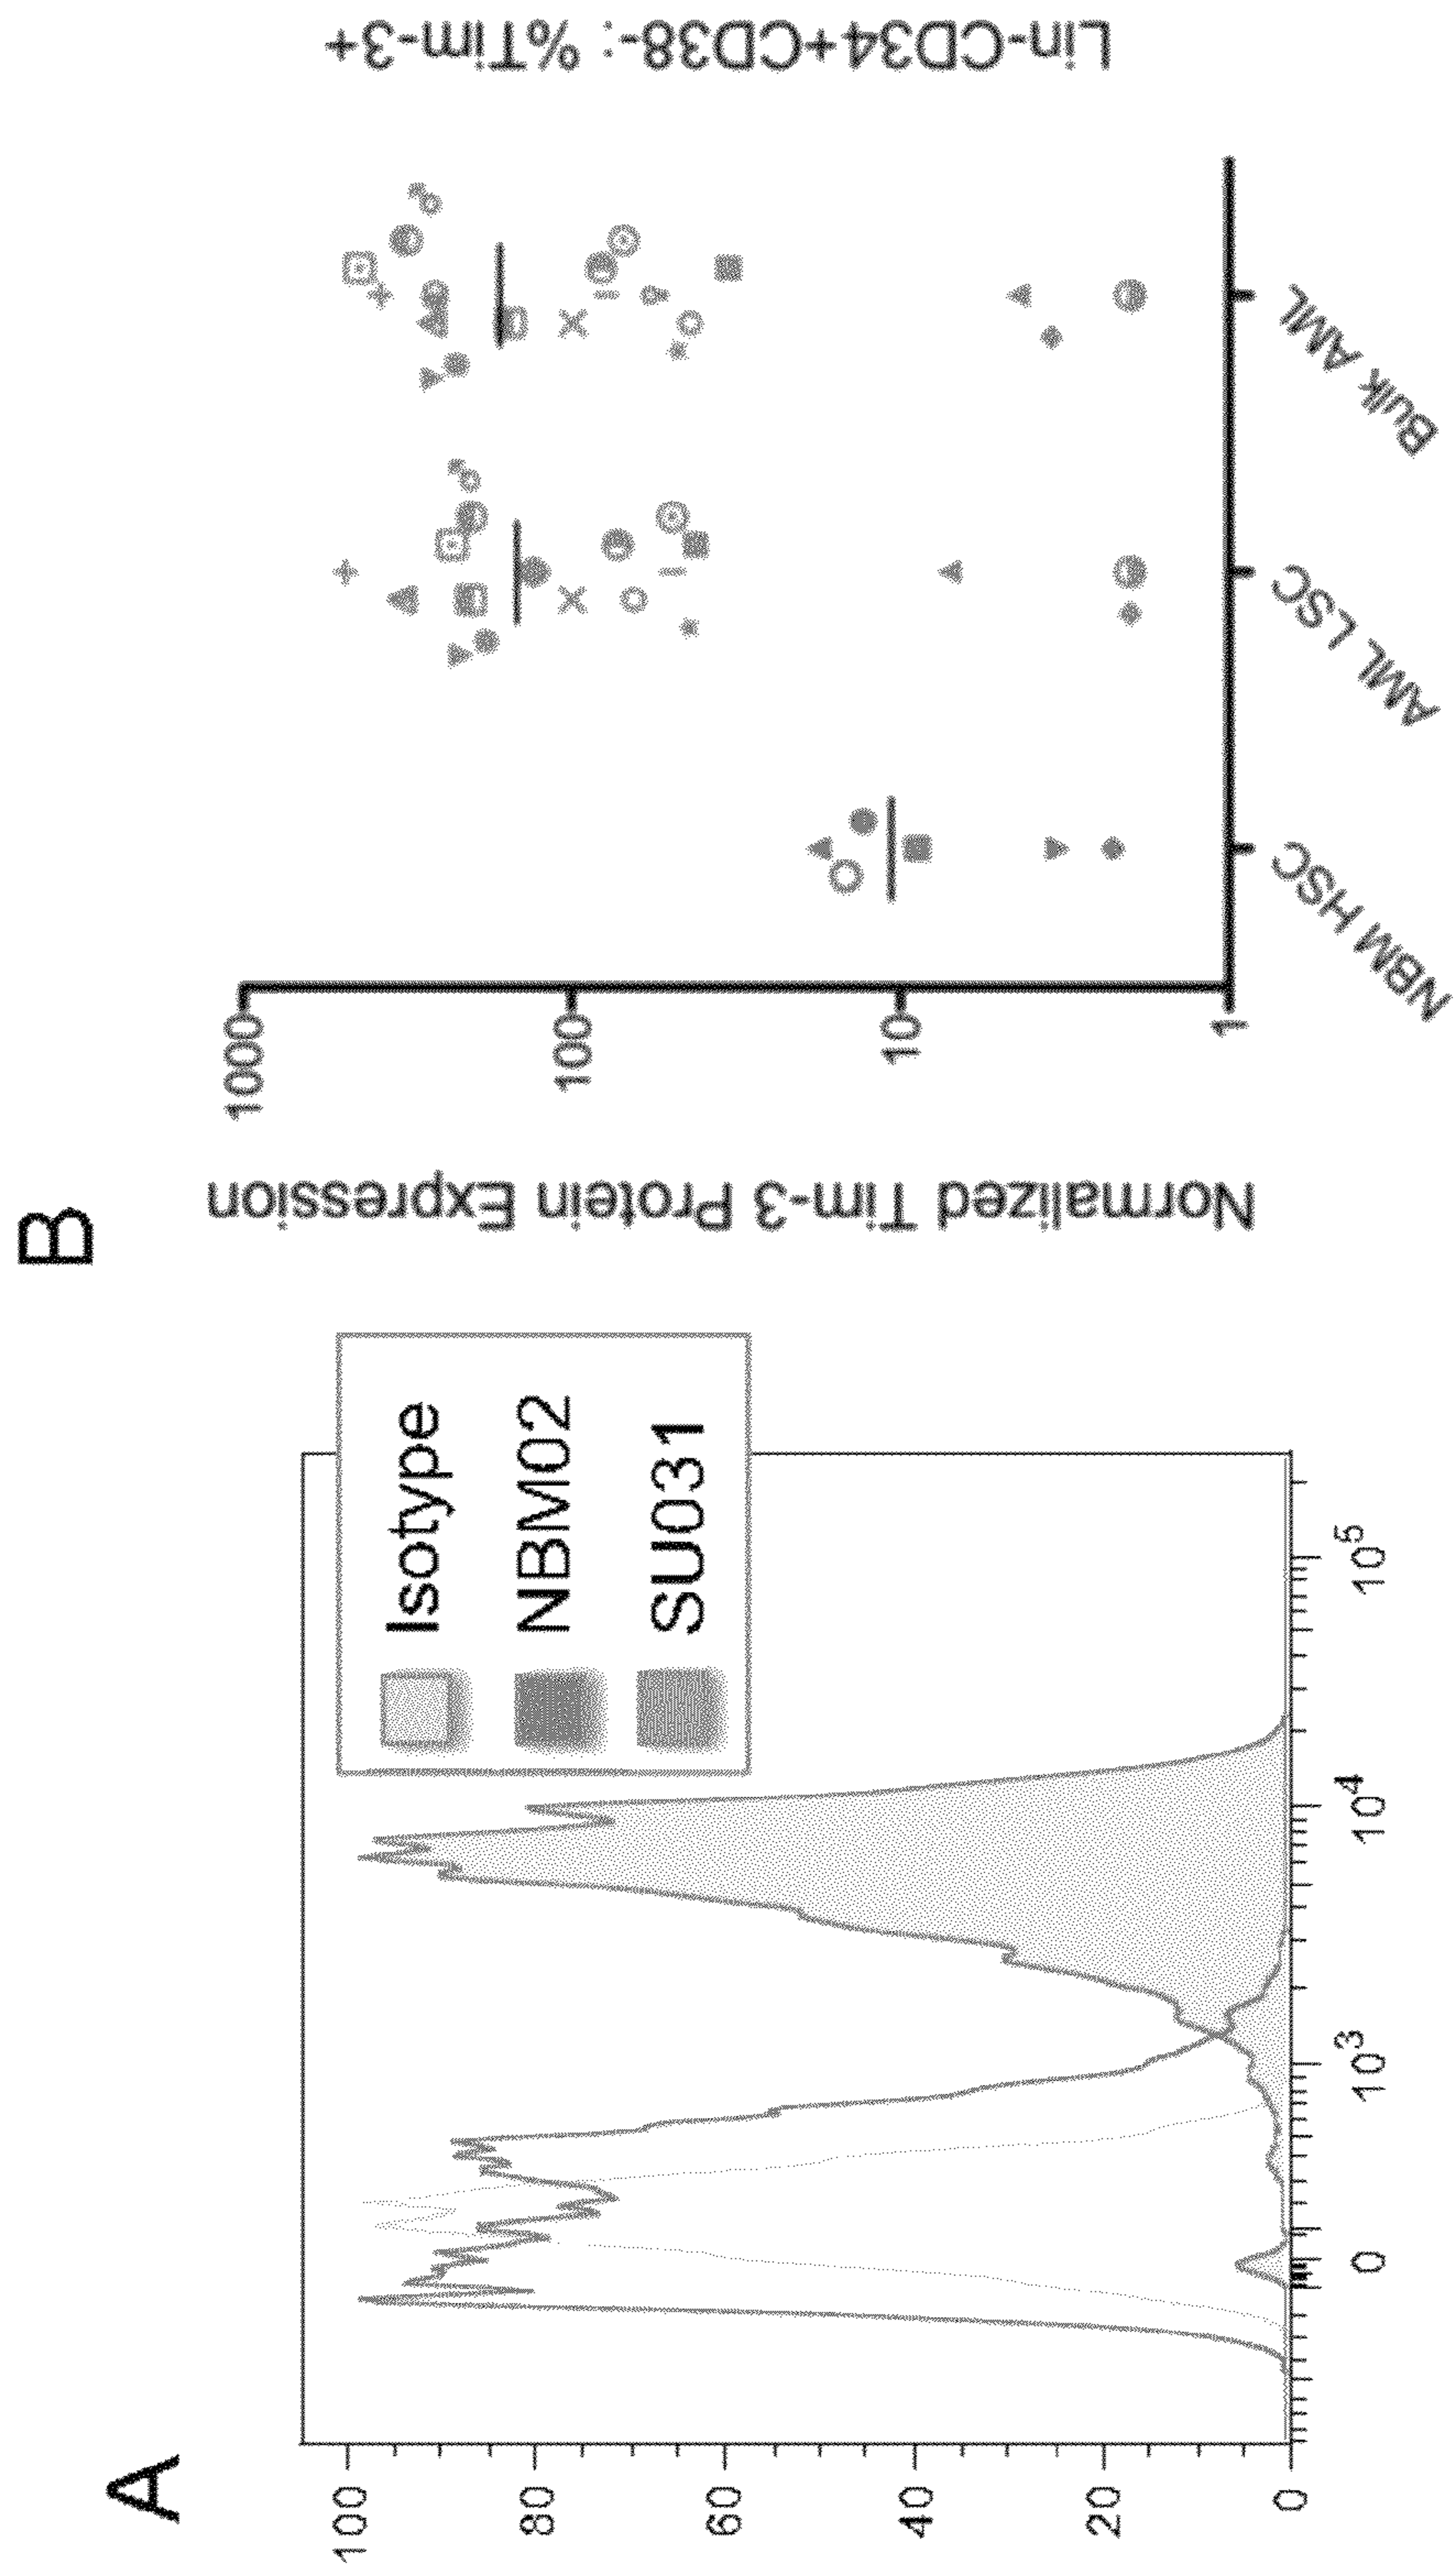 A
100
80
60
40
20
0
0
10³
10⁴
10⁵
Isotype
NBM02
SU031
B
Normalized Tim-3 Protein Expression
1000
100
10
1
NBM HSC
AML LSC
Bulk AML
Lin-CD34+CD38-: %Tim-3+